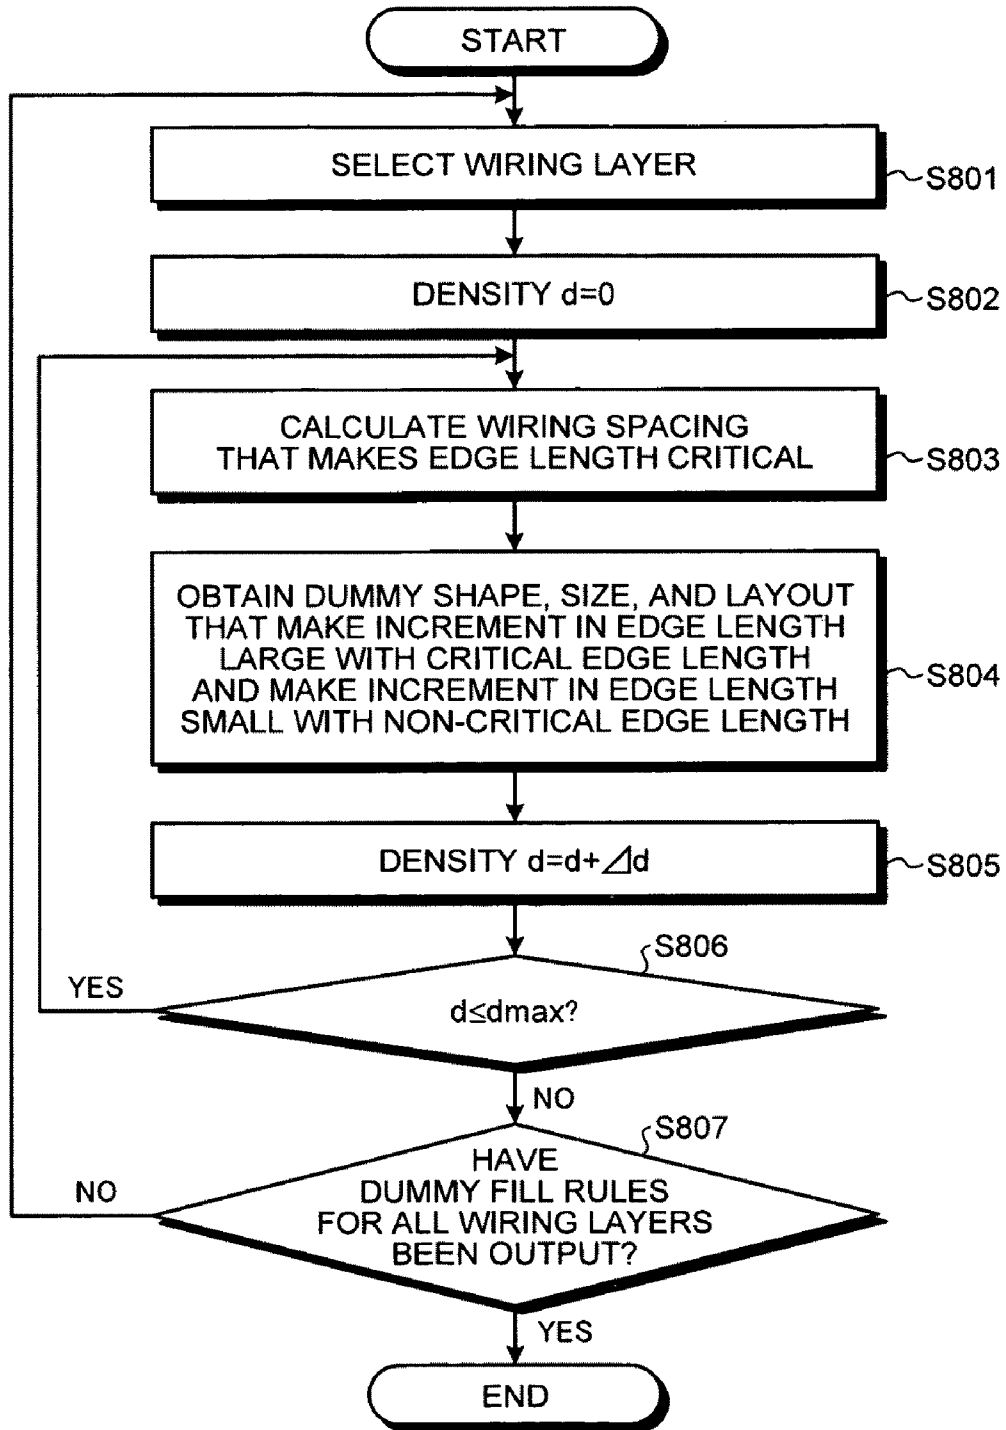 START
SELECT WIRING LAYER
S801
DENSITY d=0
S802
CALCULATE WIRING SPACING
THAT MAKES EDGE LENGTH CRITICAL
S803
OBTAIN DUMMY SHAPE, SIZE, AND LAYOUT
THAT MAKE INCREMENT IN EDGE LENGTH
LARGE WITH CRITICAL EDGE LENGTH
AND MAKE INCREMENT IN EDGE LENGTH
SMALL WITH NON-CRITICAL EDGE LENGTH
S804
DENSITY d=d+⊿d
S805
S806
YES
d≤dmax?
NO
S807
NO
HAVE
DUMMY FILL RULES
FOR ALL WIRING LAYERS
BEEN OUTPUT?
YES
END